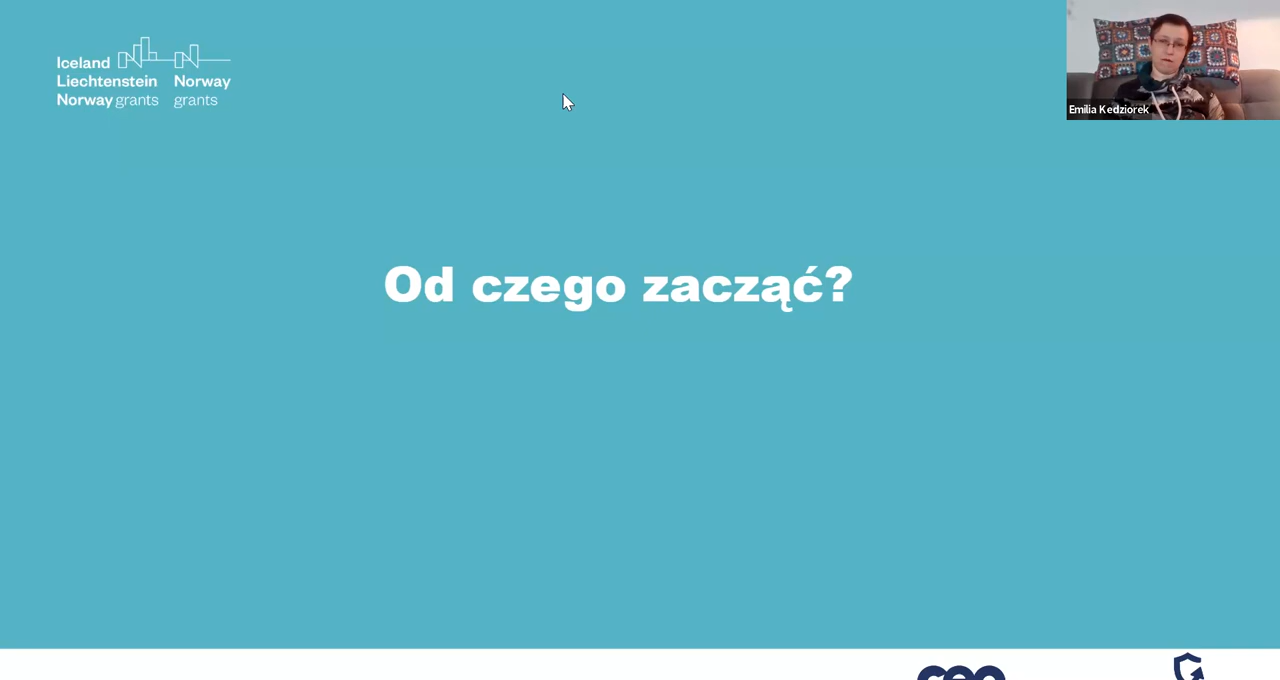 Iceland
Liechtenstein
Norway grants
Norway
grants
Emilia Kedziorek
Od czego zacząć?